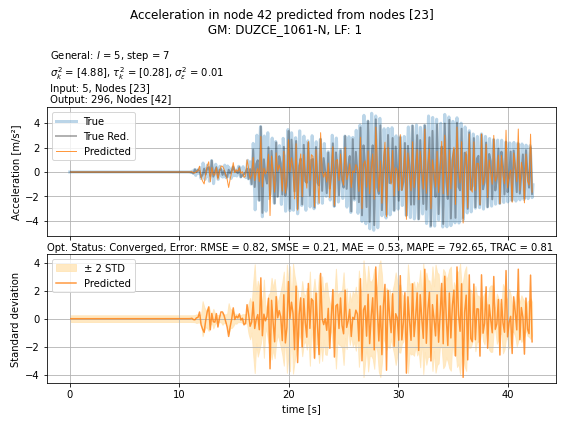 Acceleration in node 42 predicted from nodes [23]
GM: DUZCE_1061-N, LF: 1
General: l = 5, step = 7
σ²ₖ = [4.88], τ²ₖ = [0.28], σ²ε = 0.01
Input: 5, Nodes [23]
Output: 296, Nodes [42]
Acceleration [m/s²]
4
2
0
−2
−4
True
True Red.
Predicted
Opt. Status: Converged, Error: RMSE = 0.82, SMSE = 0.21, MAE = 0.53, MAPE = 792.65, TRAC = 0.81
Standard deviation
4
2
0
−2
−4
± 2 STD
Predicted
0 10 20 30 40
time [s]